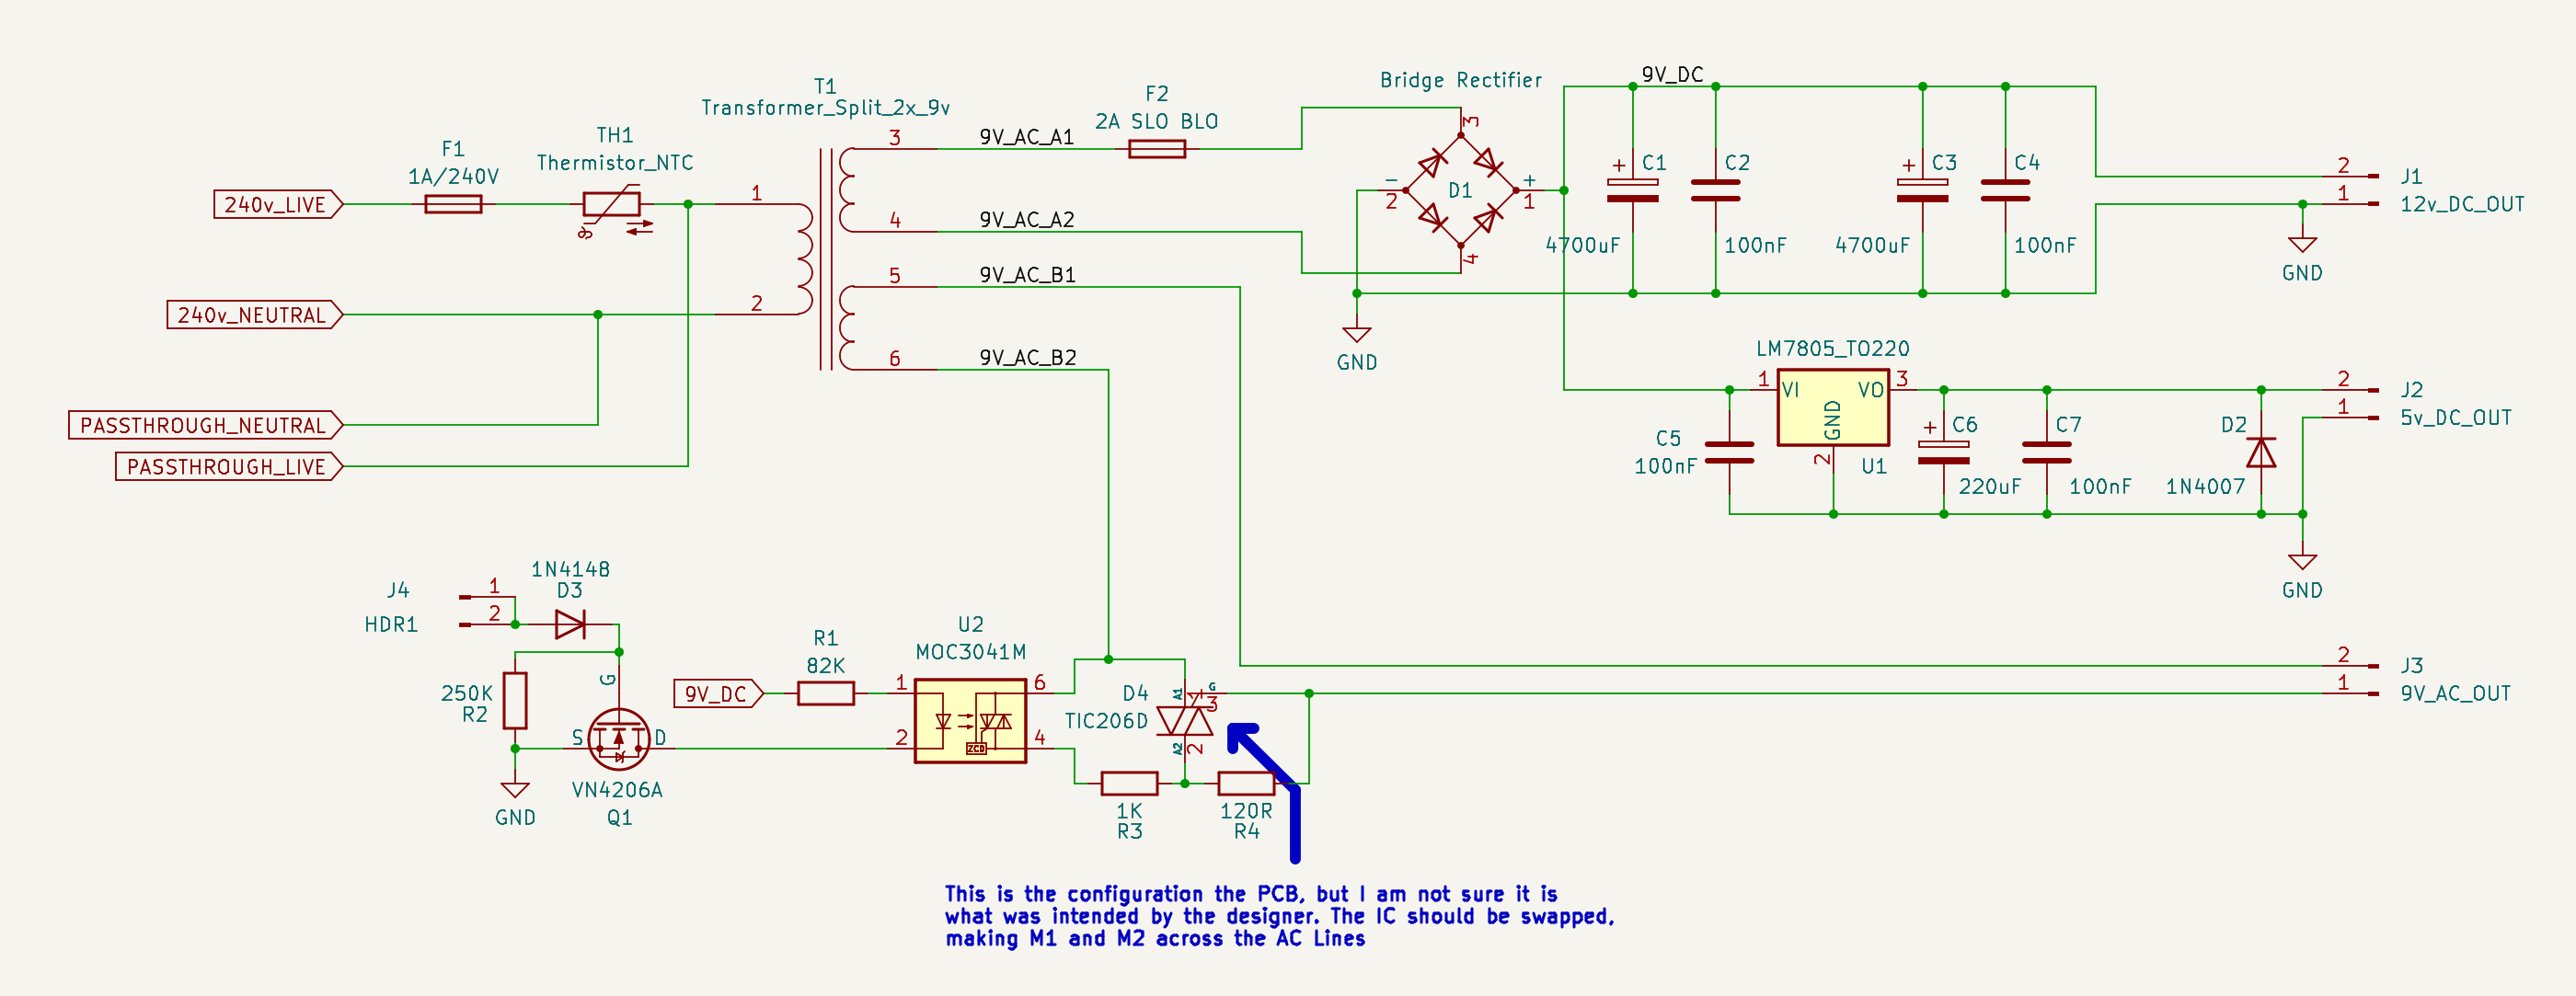 T1
Transformer_Split_2x_9v
F1
1A/240V
TH1
Thermistor_NTC
240v_LIVE
240v_NEUTRAL
PASSTHROUGH_NEUTRAL
PASSTHROUGH_LIVE
1
2
3
4
5
6
9V_AC_A1
9V_AC_A2
9V_AC_B1
9V_AC_B2
F2
2A SLO BLO
Bridge Rectifier
3
- 2
D1
+ 1
4
GND
9V_DC
+ C1
4700uF
C2
100nF
+ C3
4700uF
C4
100nF
2
1
J1
12v_DC_OUT
GND
LM7805_TO220
1 VI
VO 3
GND
2
U1
C5
100nF
+ C6
220uF
C7
100nF
D2
1N4007
2
1
J2
5v_DC_OUT
GND
J4
HDR1
1
2
1N4148
D3
250K
R2
G
S
D
VN4206A
Q1
GND
9V_DC
R1
82K
U2
MOC3041M
1
2
6
4
ZCD
D4
TIC206D
A1
G
3
A2
2
1K
R3
120R
R4
2
1
J3
9V_AC_OUT
This is the configuration the PCB, but I am not sure it is
what was intended by the designer. The IC should be swapped,
making M1 and M2 across the AC Lines